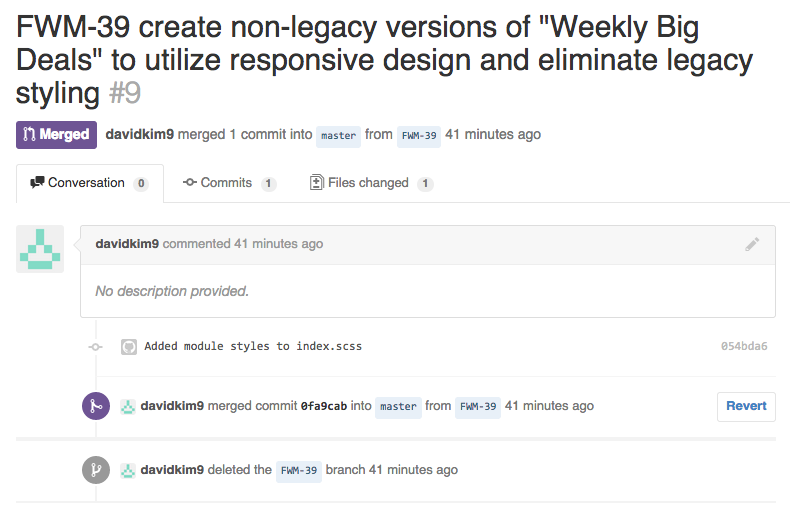 FWM-39 create non-legacy versions of "Weekly Big
Deals" to utilize responsive design and eliminate legacy
styling #9
Merged davidkim9 merged 1 commit into master from FWM-39 41 minutes ago
Conversation 0 Commits 1 Files changed 1
davidkim9 commented 41 minutes ago
No description provided.
Added module styles to index.scss 054bda6
davidkim9 merged commit 0fa9cab into master from FWM-39 41 minutes ago Revert
davidkim9 deleted the FWM-39 branch 41 minutes ago